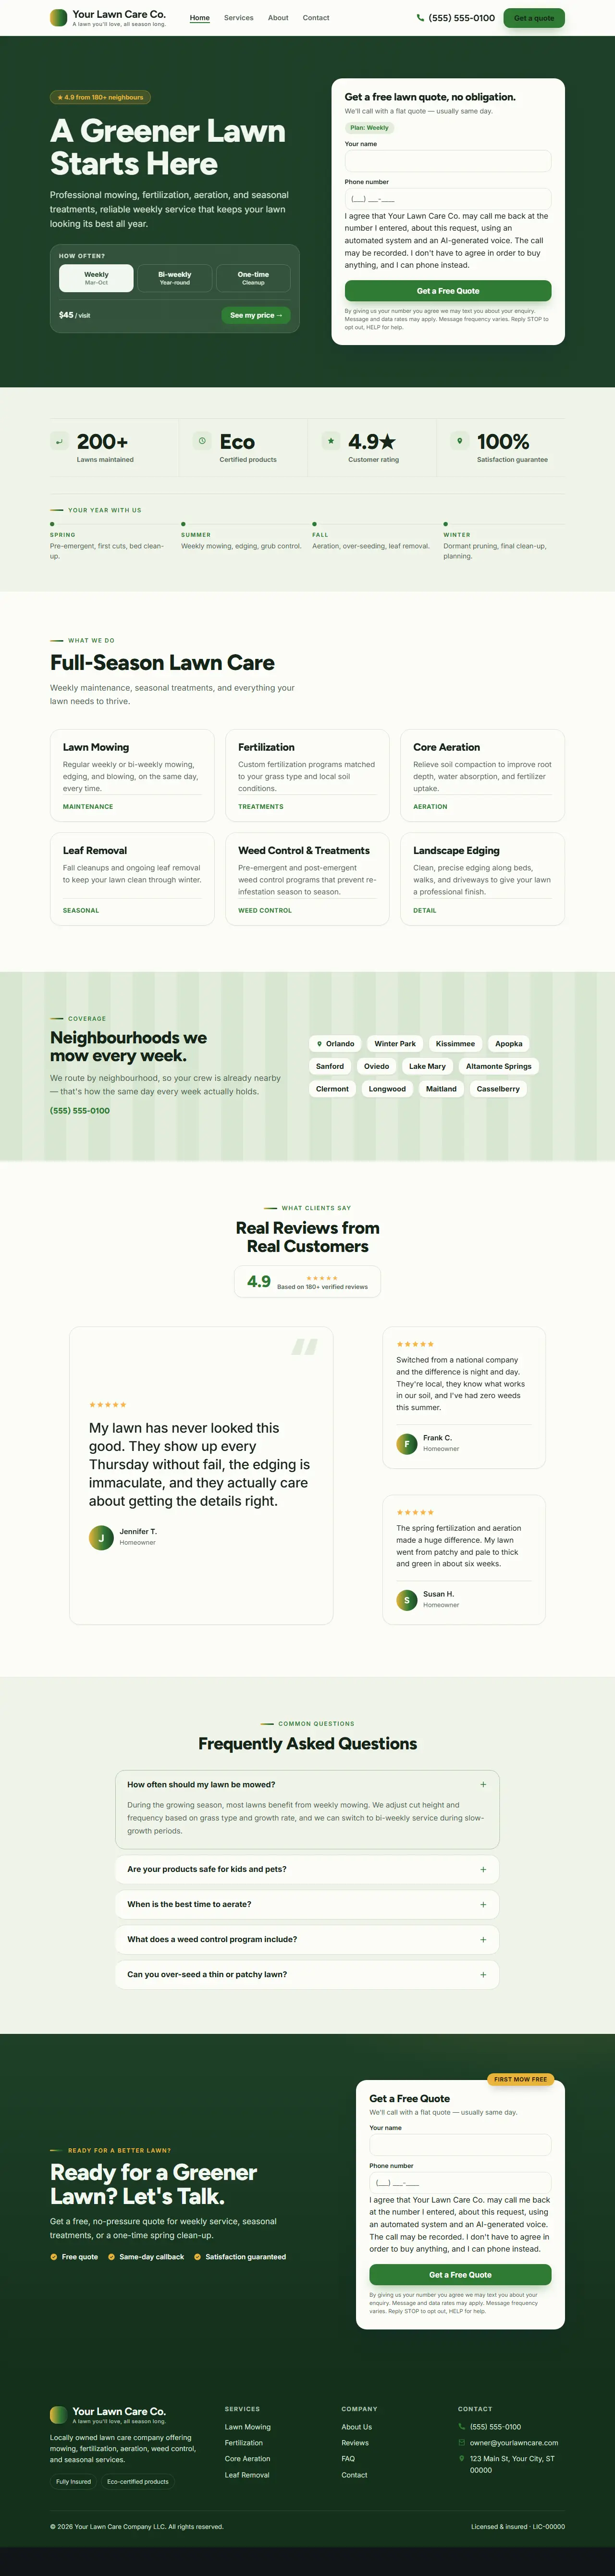 Your Lawn Care Co.
A lawn you'll love, all season long.
Home
Services
About
Contact
(555) 555-0100
Get a quote
★ 4.9 from 180+ neighbours
A Greener Lawn
Starts Here
Professional mowing, fertilization, aeration, and seasonal
treatments, reliable weekly service that keeps your lawn
looking its best all year.
HOW OFTEN?
Weekly
Mar–Oct
Bi-weekly
Year-round
One-time
Cleanup
$45 / visit
See my price →
Get a free lawn quote, no obligation.
We'll call with a flat quote — usually same day.
Plan: Weekly
Your name
Phone number
(___) ___-____
I agree that Your Lawn Care Co. may call me back at the
number I entered, about this request, using an
automated system and an AI-generated voice. The call
may be recorded. I don't have to agree in order to buy
anything, and I can phone instead.
Get a Free Quote
By giving us your number you agree we may text you about your enquiry.
Message and data rates may apply. Message frequency varies. Reply STOP to
opt out, HELP for help.
200+
Lawns maintained
Eco
Certified products
4.9★
Customer rating
100%
Satisfaction guarantee
YOUR YEAR WITH US
SPRING
Pre-emergent, first cuts, bed clean-
up.
SUMMER
Weekly mowing, edging, grub control.
FALL
Aeration, over-seeding, leaf removal.
WINTER
Dormant pruning, final clean-up,
planning.
WHAT WE DO
Full-Season Lawn Care
Weekly maintenance, seasonal treatments, and everything your
lawn needs to thrive.
Lawn Mowing
Regular weekly or bi-weekly mowing,
edging, and blowing, on the same day,
every time.
MAINTENANCE
Fertilization
Custom fertilization programs matched
to your grass type and local soil
conditions.
TREATMENTS
Core Aeration
Relieve soil compaction to improve root
depth, water absorption, and fertilizer
uptake.
AERATION
Leaf Removal
Fall cleanups and ongoing leaf removal
to keep your lawn clean through winter.
SEASONAL
Weed Control & Treatments
Pre-emergent and post-emergent
weed control programs that prevent re-
infestation season to season.
WEED CONTROL
Landscape Edging
Clean, precise edging along beds,
walks, and driveways to give your lawn
a professional finish.
DETAIL
COVERAGE
Neighbourhoods we
mow every week.
We route by neighbourhood, so your crew is already nearby
— that's how the same day every week actually holds.
(555) 555-0100
Orlando
Winter Park
Kissimmee
Apopka
Sanford
Oviedo
Lake Mary
Altamonte Springs
Clermont
Longwood
Maitland
Casselberry
WHAT CLIENTS SAY
Real Reviews from
Real Customers
4.9
★★★★★
Based on 180+ verified reviews
★★★★★
My lawn has never looked this
good. They show up every
Thursday without fail, the edging is
immaculate, and they actually care
about getting the details right.
J
Jennifer T.
Homeowner
★★★★★
Switched from a national company
and the difference is night and day.
They're local, they know what works
in our soil, and I've had zero weeds
this summer.
F
Frank C.
Homeowner
★★★★★
The spring fertilization and aeration
made a huge difference. My lawn
went from patchy and pale to thick
and green in about six weeks.
S
Susan H.
Homeowner
COMMON QUESTIONS
Frequently Asked Questions
How often should my lawn be mowed?
During the growing season, most lawns benefit from weekly mowing. We adjust cut height and
frequency based on grass type and growth rate, and we can switch to bi-weekly service during slow-
growth periods.
Are your products safe for kids and pets?
When is the best time to aerate?
What does a weed control program include?
Can you over-seed a thin or patchy lawn?
READY FOR A BETTER LAWN?
Ready for a Greener
Lawn? Let's Talk.
Get a free, no-pressure quote for weekly service, seasonal
treatments, or a one-time spring clean-up.
Free quote
Same-day callback
Satisfaction guaranteed
FIRST MOW FREE
Get a Free Quote
We'll call with a flat quote — usually same day.
Your name
Phone number
(___) ___-____
I agree that Your Lawn Care Co. may call me back
at the number I entered, about this request, using
an automated system and an AI-generated voice.
The call may be recorded. I don't have to agree in
order to buy anything, and I can phone instead.
Get a Free Quote
By giving us your number you agree we may text you about your
enquiry. Message and data rates may apply. Message frequency
varies. Reply STOP to opt out, HELP for help.
Your Lawn Care Co.
A lawn you'll love, all season long.
Locally owned lawn care company offering
mowing, fertilization, aeration, weed control,
and seasonal services.
Fully Insured
Eco-certified products
SERVICES
Lawn Mowing
Fertilization
Core Aeration
Leaf Removal
COMPANY
About Us
Reviews
FAQ
Contact
CONTACT
(555) 555-0100
owner@yourlawncare.com
123 Main St, Your City, ST
00000
© 2026 Your Lawn Care Company LLC. All rights reserved.
Licensed & insured · LIC-00000